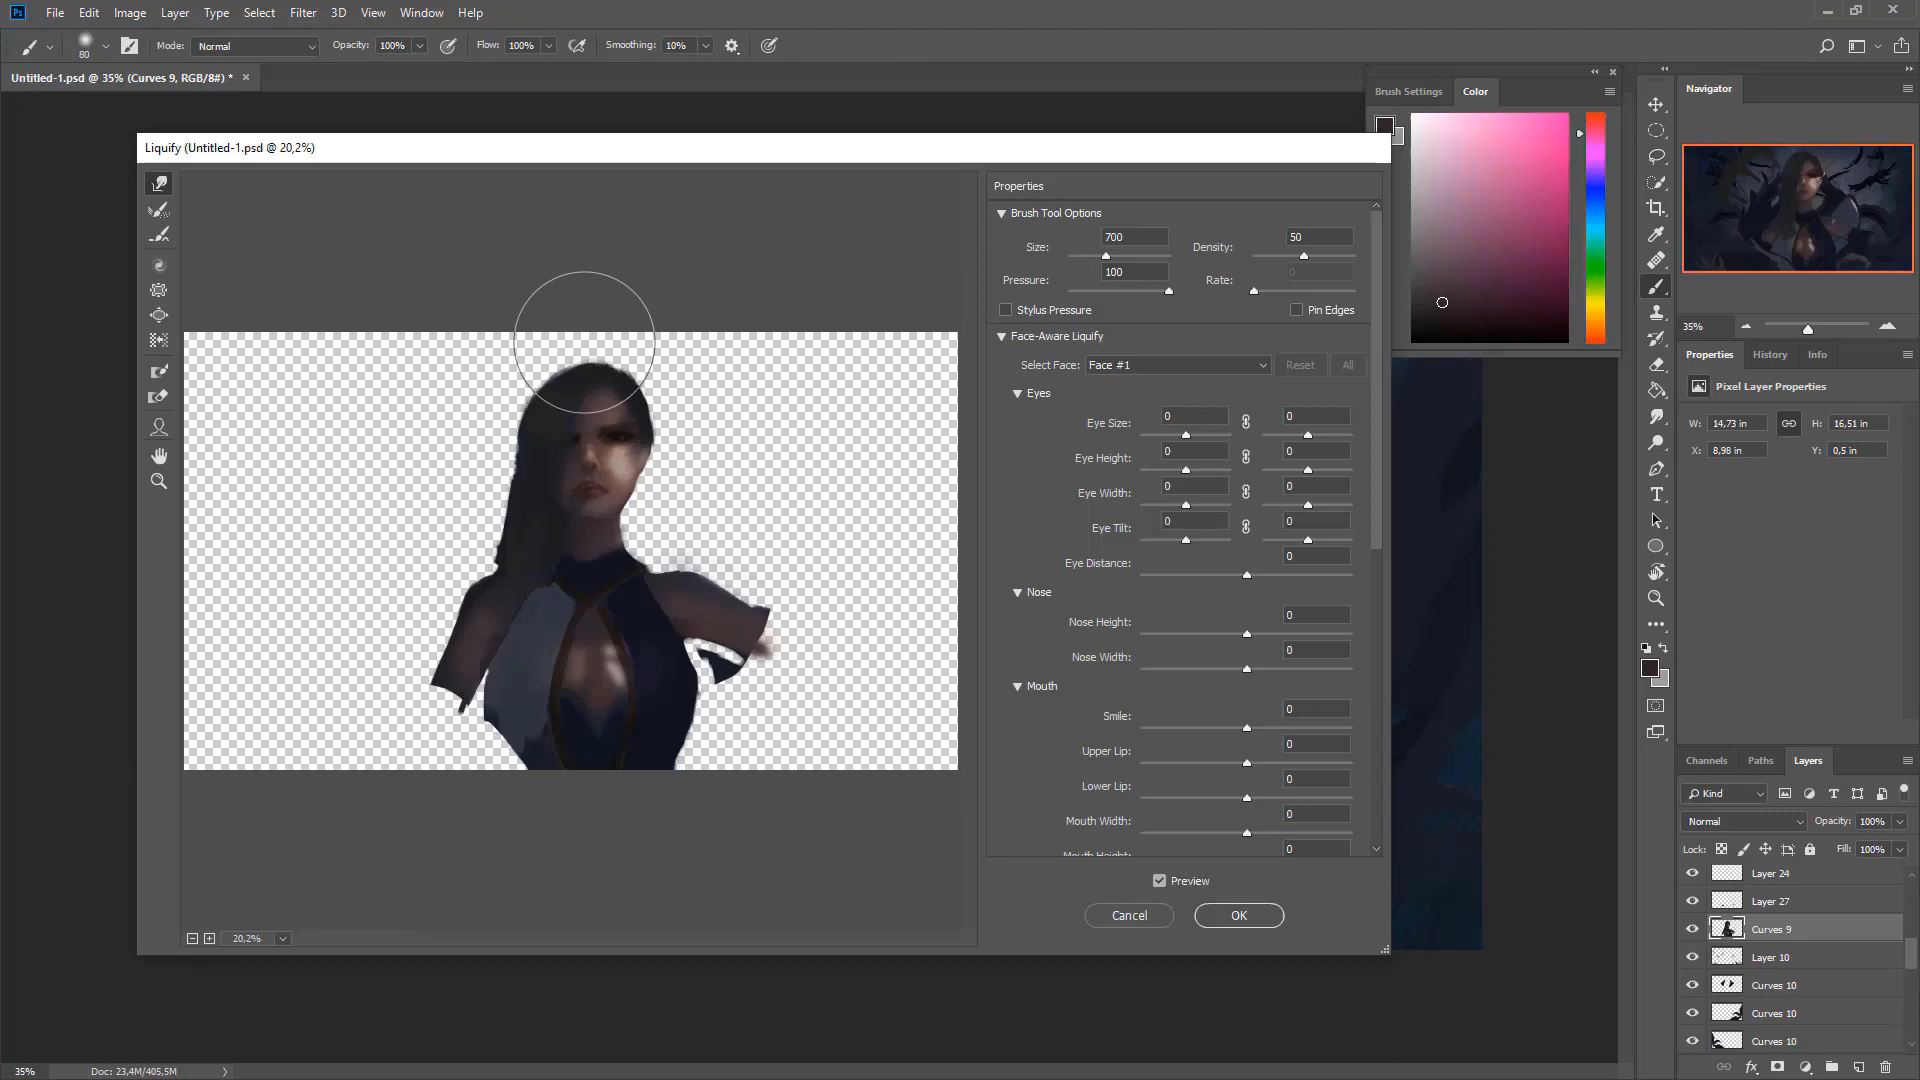 Ps File Edit Image Layer Type Select Filter 3D View Window Help
80 Mode: Normal Opacity: 100% Flow: 100% Smoothing: 10%
Untitled-1.psd @ 35% (Curves 9, RGB/8#) *
Brush Settings Color
Navigator
35%
Liquify (Untitled-1.psd @ 20,2%)
Properties
Brush Tool Options
Size: 700 Density: 50
Pressure: 100 Rate: 0
Stylus Pressure Pin Edges
Face-Aware Liquify
Select Face: Face #1 Reset All
Eyes
Eye Size: 0 0
Eye Height: 0 0
Eye Width: 0 0
Eye Tilt: 0 0
Eye Distance: 0
Nose
Nose Height: 0
Nose Width: 0
Mouth
Smile: 0
Upper Lip: 0
Lower Lip: 0
Mouth Width: 0
Mouth Height: 0
Preview
Cancel OK
20,2%
Properties History Info
Pixel Layer Properties
W: 14,73 in H: 16,51 in
X: 8,98 in Y: 0,5 in
Channels Paths Layers
Kind
Normal Opacity: 100%
Lock: Fill: 100%
Layer 24
Layer 27
Curves 9
Layer 10
Curves 10
Curves 10
Curves 10
35% Doc: 23,4M/405,5M